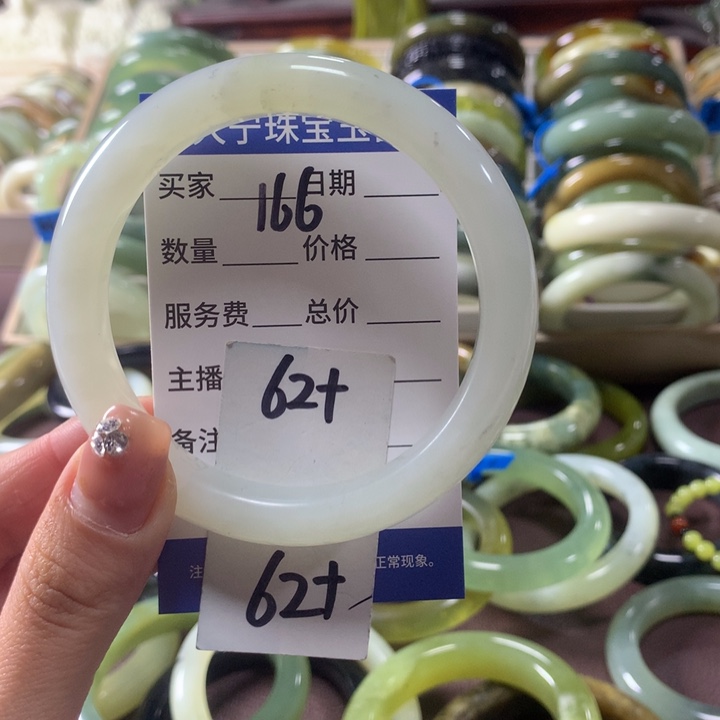 宁珠宝玉
买家 日期
166
数量 价格
服务费 总价
主播
62+
备注
正常现象。
62+